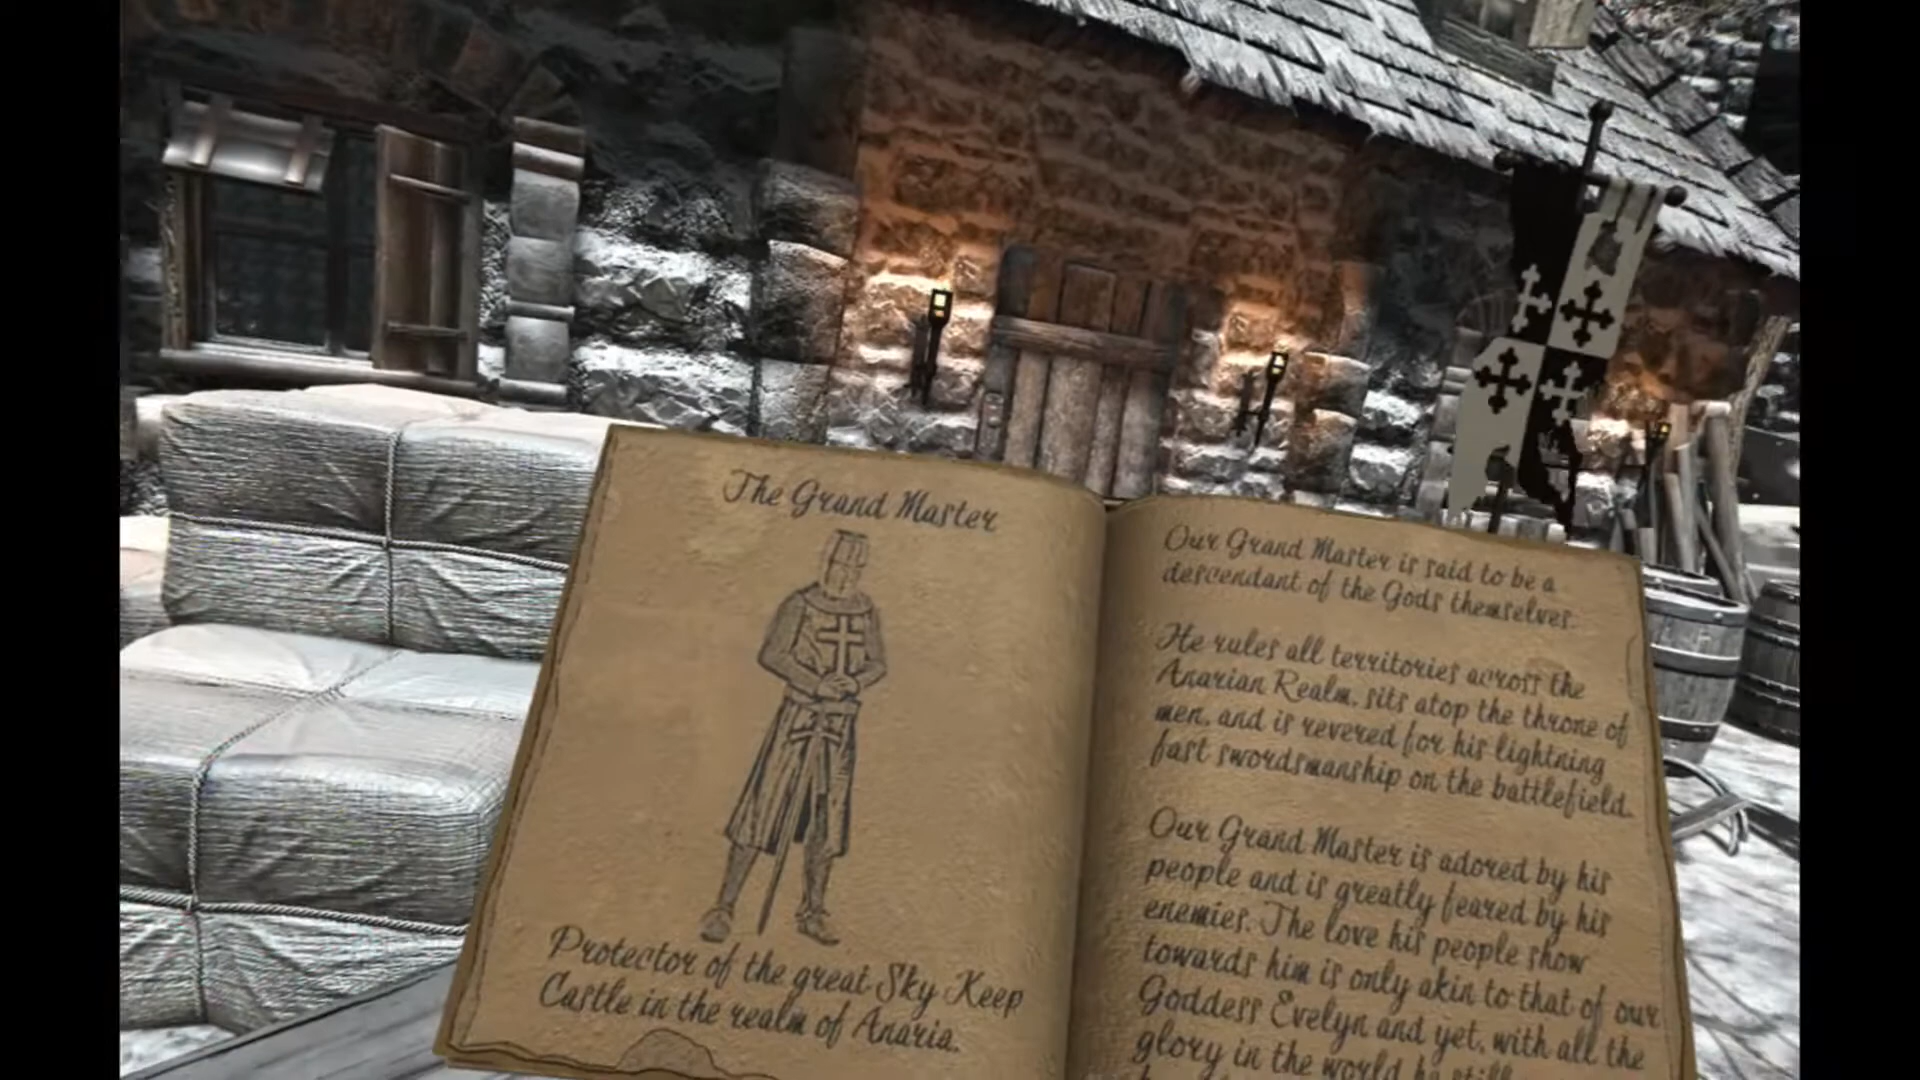 The Grand Master
Protector of the great Sky Keep
Castle in the realm of Anaria.
Our Grand Master is said to be a
descendant of the Gods themselves.
He rules all territories across the
Anarian Realm, sits atop the throne of
men, and is revered for his lightning
fast swordsmanship on the battlefield.
Our Grand Master is adored by his
people and is greatly feared by his
enemies. The love his people show
towards him is only akin to that of our
Goddess Evelyn and yet, with all the
glory in the world he still